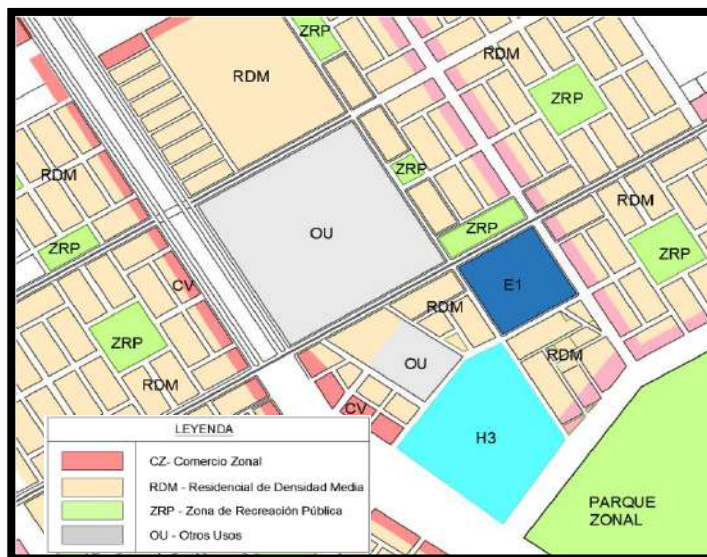 ZRP
RDM
RDM
ZRP
ZRP
RDM
RDM
OU
ZRP
ZRP
ZRP
CV
E1
RDM
ZRP
RDM
RDM
OU
CV
H3
PARQUE
ZONAL
LEYENDA
CZ- Comercio Zonal
RDM - Residencial de Densidad Media
ZRP - Zona de Recreación Pública
OU - Otros Usos